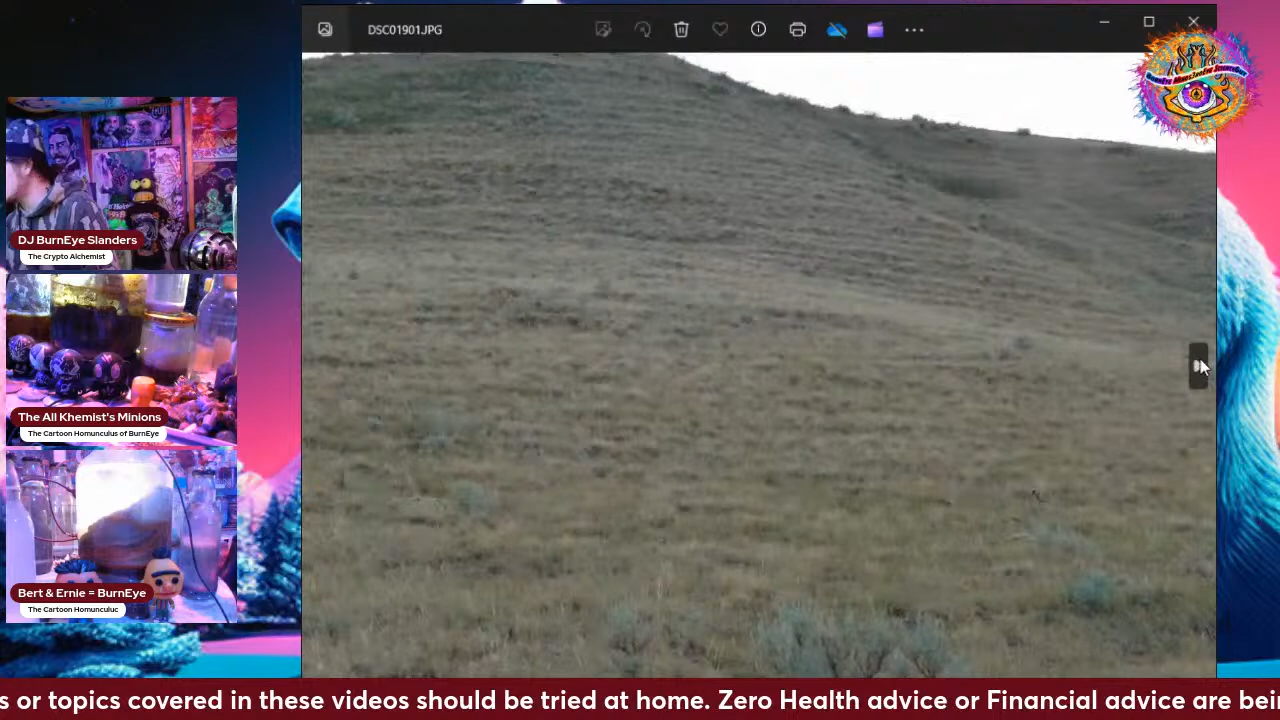 DSC01901.JPG
DJ BurnEye Slanders
The Crypto Alchemist
The All Khemist's Minions
The Cartoon Homunculus of BurnEye
Bert & Ernie = BurnEye
The Cartoon Homunculuc
s or topics covered in these videos should be tried at home. Zero Health advice or Financial advice are bei